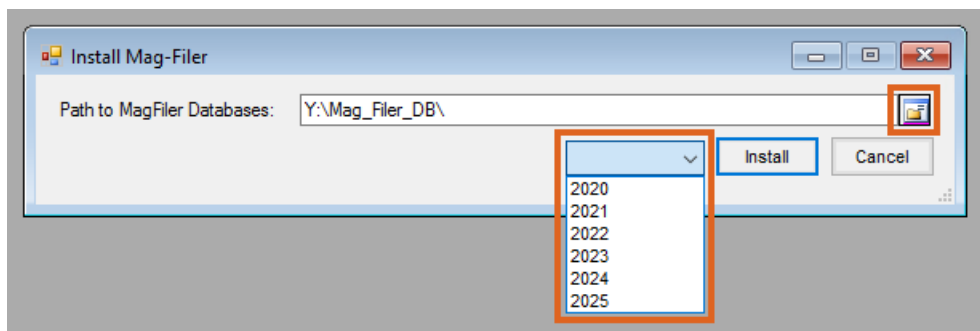 Install Mag-Filer
Path to MagFiler Databases: Y:\Mag_Filer_DB\
Install Cancel
2020
2021
2022
2023
2024
2025